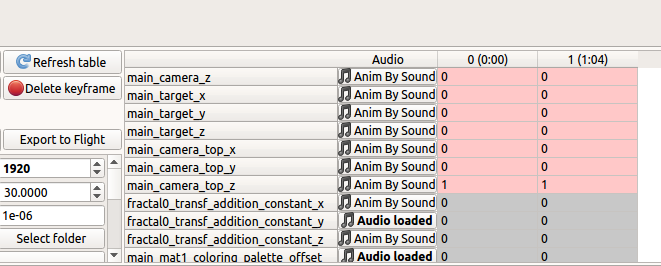 Audio 0 (0:00) 1 (1:04)
Refresh table
Delete keyframe
Export to Flight
1920
30.0000
1e-06
Select folder
main_camera_z Anim By Sound 0 0
main_target_x Anim By Sound 0 0
main_target_y Anim By Sound 0 0
main_target_z Anim By Sound 0 0
main_camera_top_x Anim By Sound 0 0
main_camera_top_y Anim By Sound 0 0
main_camera_top_z Anim By Sound 1 1
fractal0_transf_addition_constant_x Anim By Sound 0 0
fractal0_transf_addition_constant_y Audio loaded 0 0
fractal0_transf_addition_constant_z Anim By Sound 0 0
main_mat1_coloring_palette_offset Audio loaded 0 0